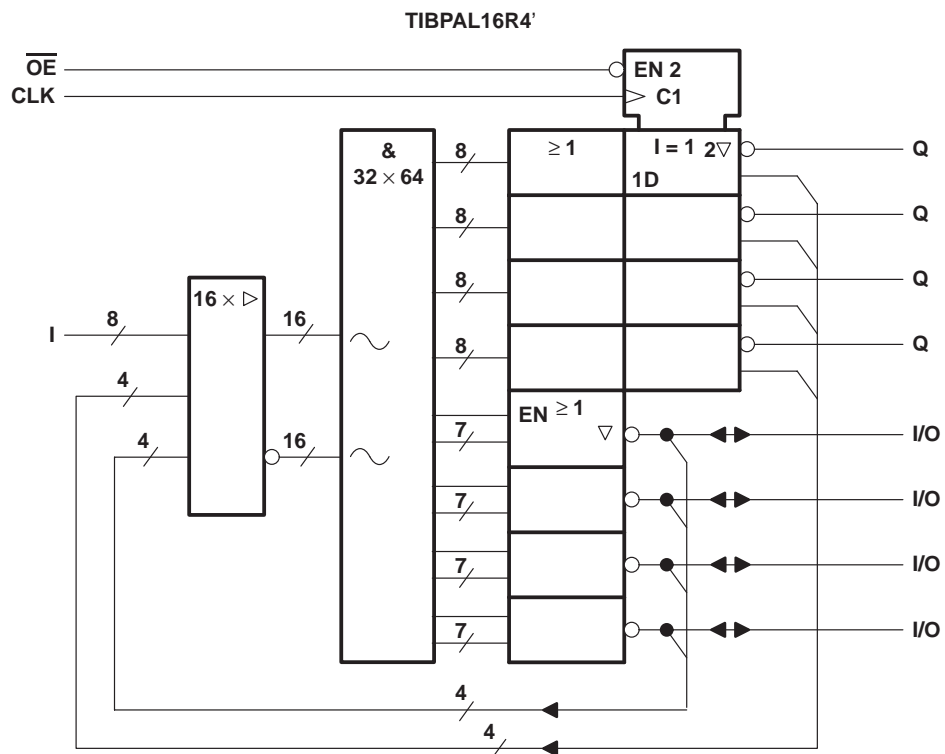 TIBPAL16R4’
OE
EN 2
CLK
C1
&
32 × 64
8
≥ 1
I = 1
2▽
Q
1D
8
Q
8
Q
16 × ▷
I
8
16
8
Q
4
EN ≥ 1
▽
7
I/O
4
16
7
I/O
7
I/O
7
I/O
4
4